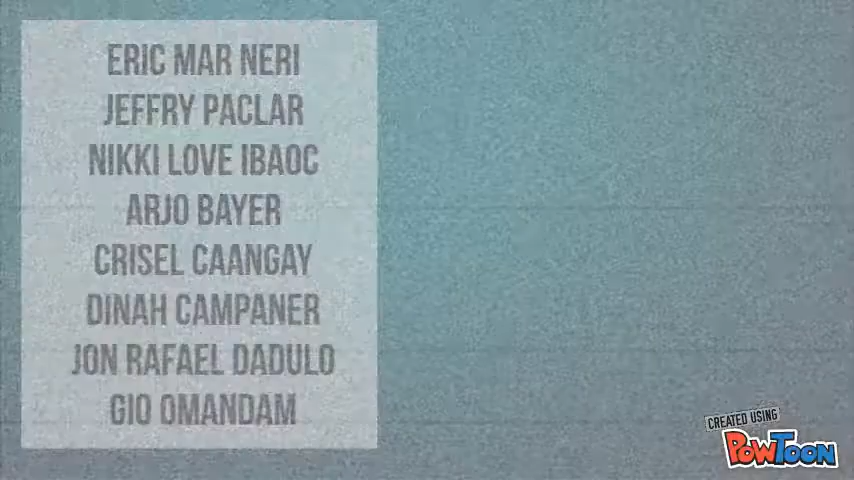 ERIC MAR NERI
JEFFRY PACLAR
NIKKI LOVE IBAOC
ARJO BAYER
CRISEL CAANGAY
DINAH CAMPANER
JON RAFAEL DADULO
GIO OMANDAM
CREATED USING
POWTOON